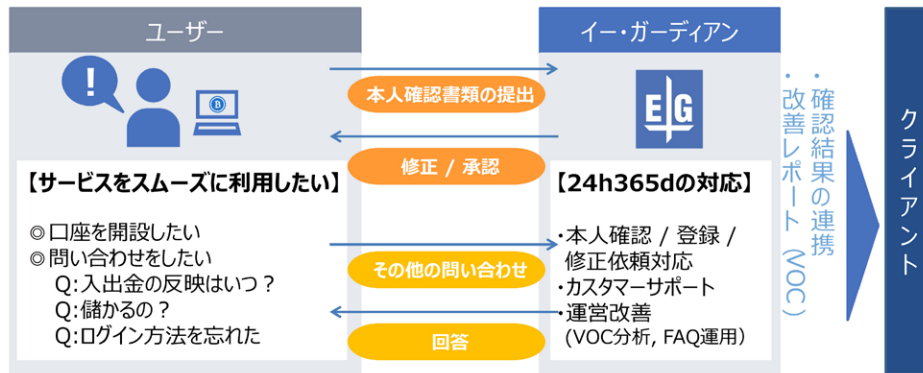 ユーザー
イー・ガーディアン
!
B
E G
本人確認書類の提出
修正 / 承認
【サービスをスムーズに利用したい】
◎口座を開設したい
◎問い合わせをしたい
Q:入出金の反映はいつ？
Q:儲かるの？
Q:ログイン方法を忘れた
その他の問い合わせ
回答
【24h365dの対応】
・本人確認 / 登録 /
修正依頼対応
・カスタマーサポート
・運営改善
(VOC分析, FAQ運用)
・確認結果の連携
・改善レポート（VOC）
クライアント